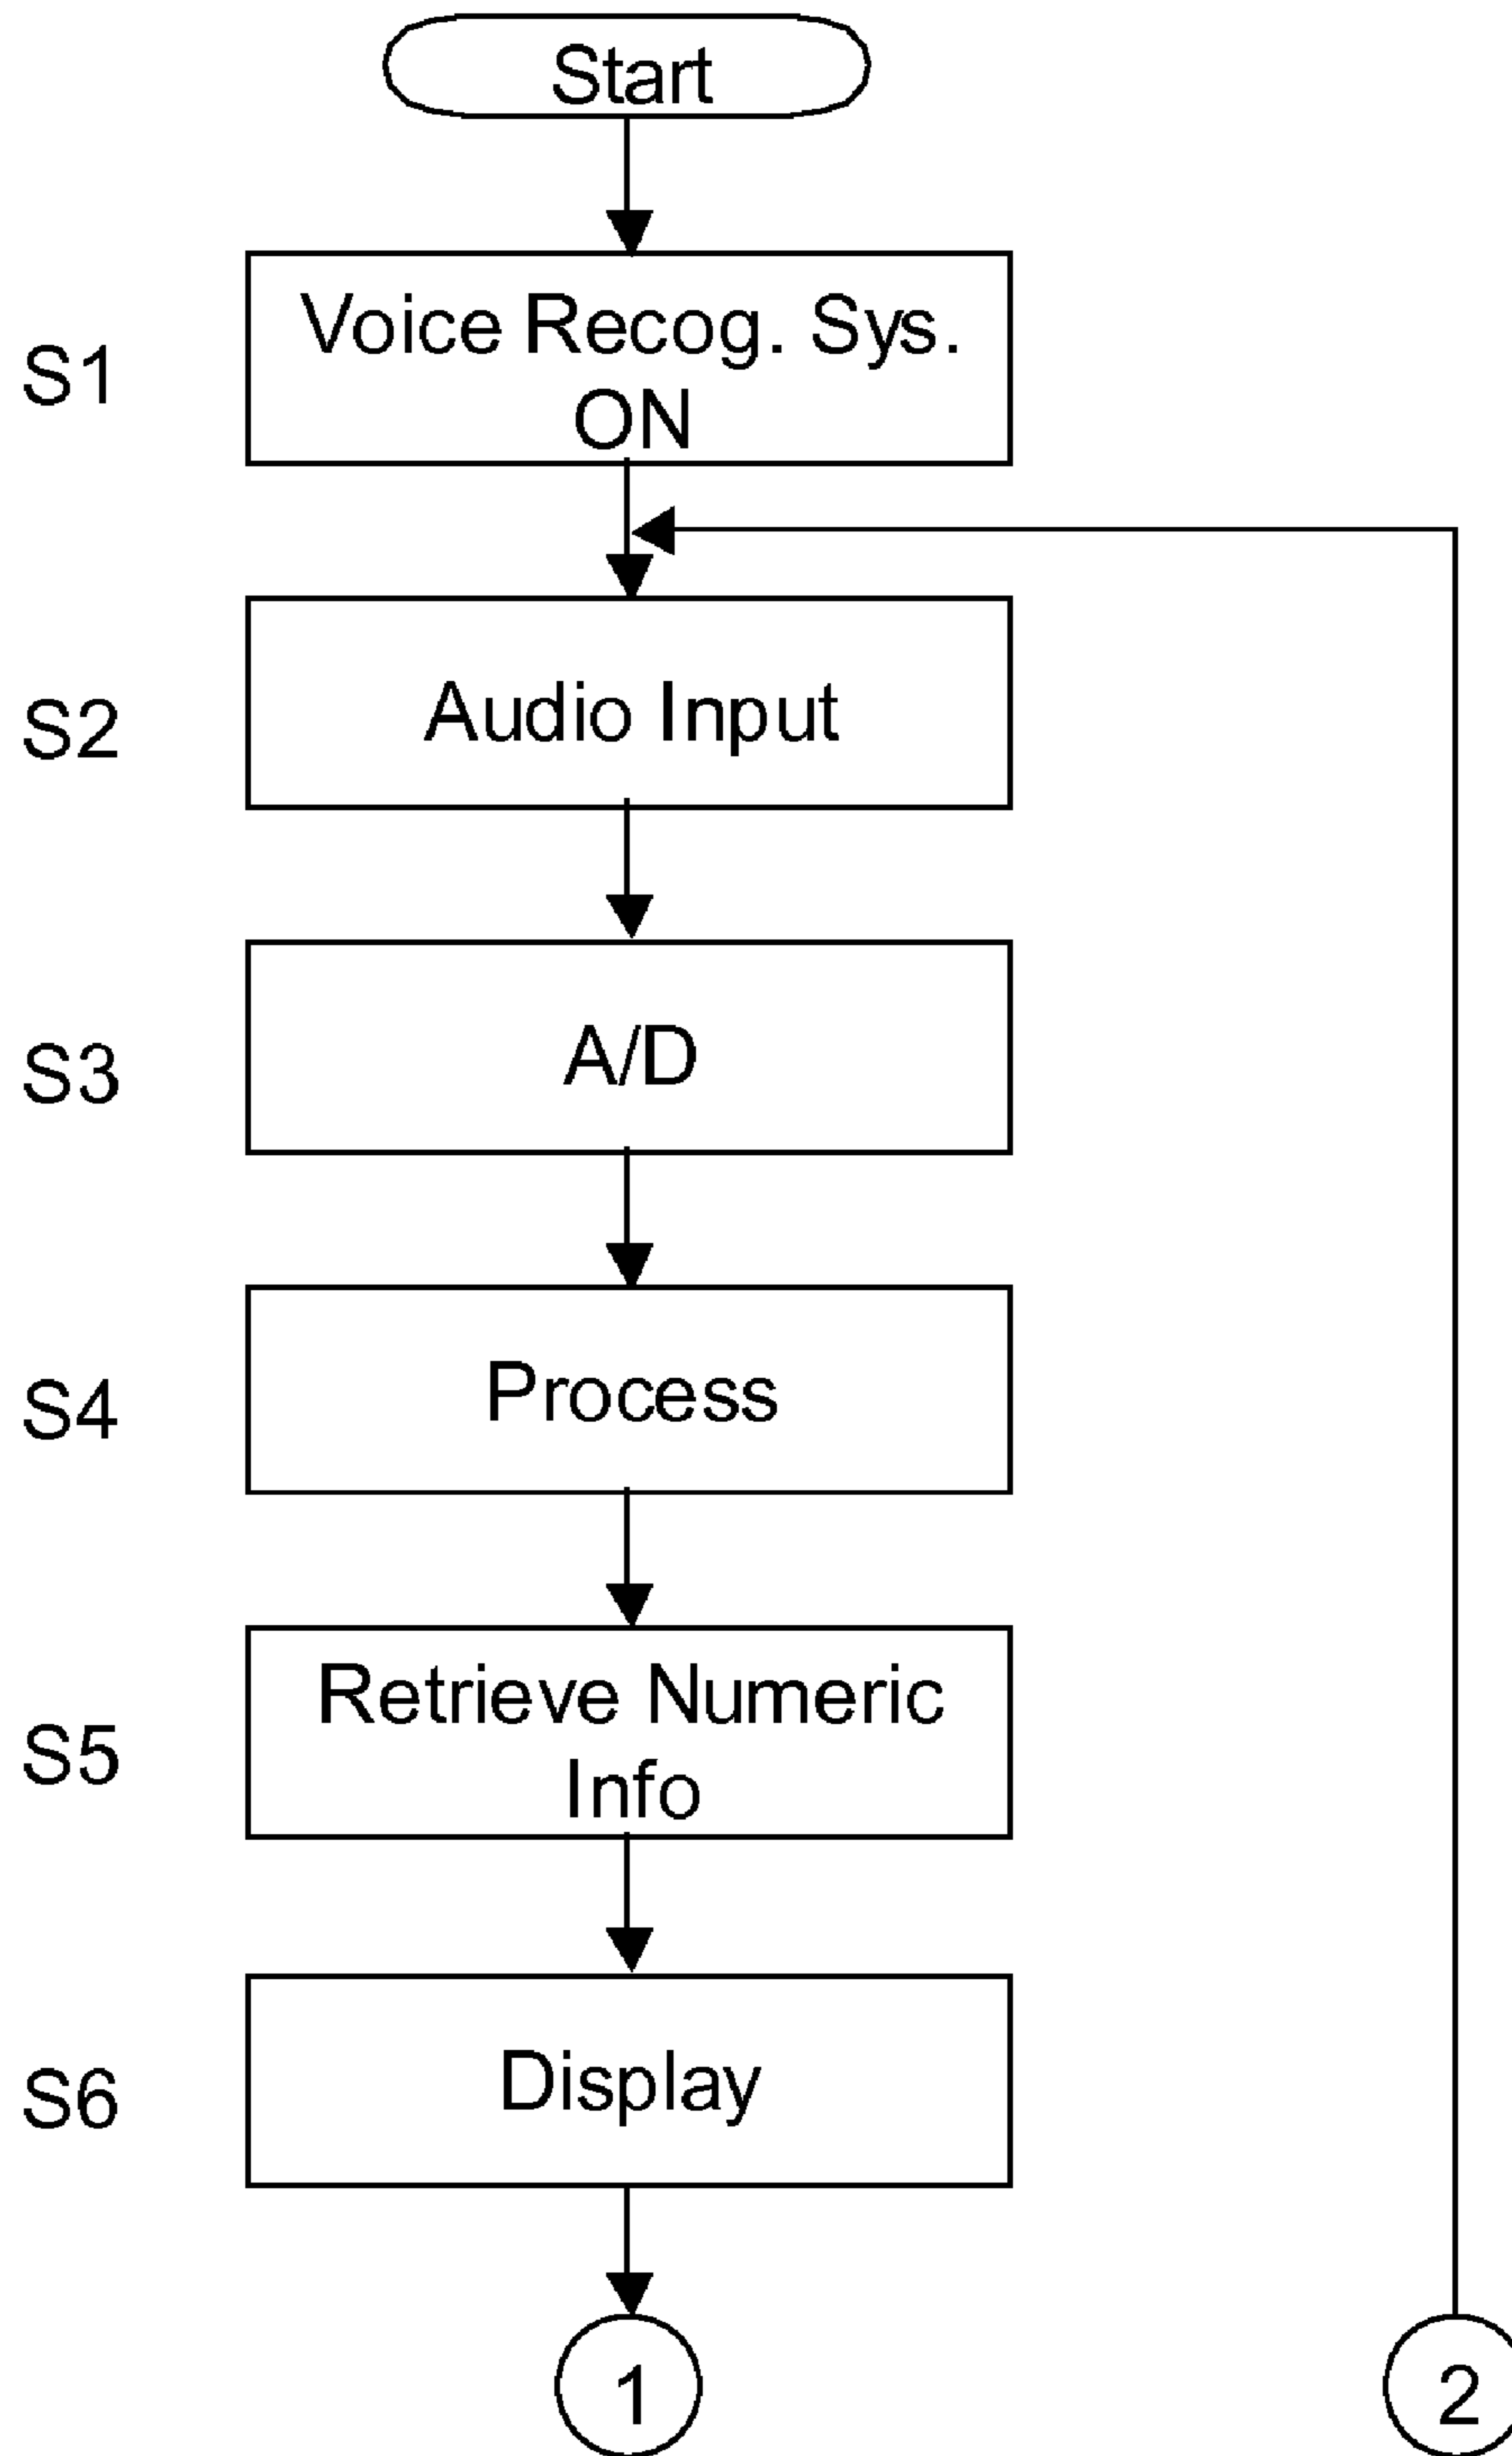 Start
S1
Voice Recog. Sys.
ON
S2
Audio Input
S3
A/D
S4
Process
S5
Retrieve Numeric
Info
S6
Display
1
2